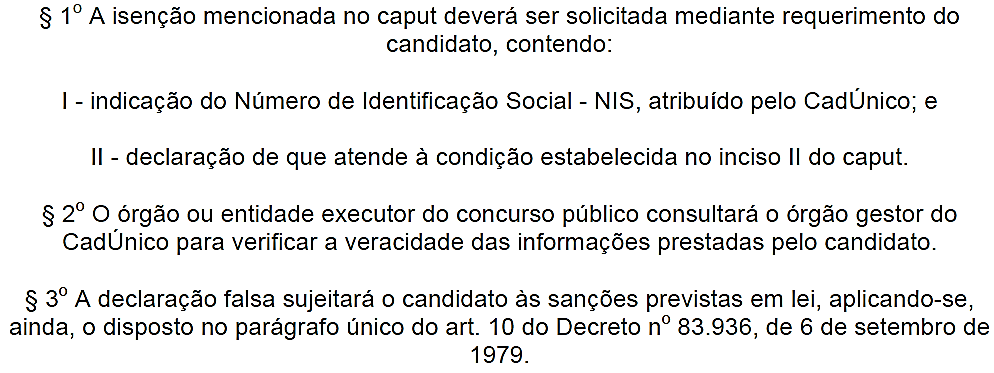 § 1º A isenção mencionada no caput deverá ser solicitada mediante requerimento do
candidato, contendo:
I - indicação do Número de Identificação Social - NIS, atribuído pelo CadÚnico; e
II - declaração de que atende à condição estabelecida no inciso II do caput.
§ 2º O órgão ou entidade executor do concurso público consultará o órgão gestor do
CadÚnico para verificar a veracidade das informações prestadas pelo candidato.
§ 3º A declaração falsa sujeitará o candidato às sanções previstas em lei, aplicando-se,
ainda, o disposto no parágrafo único do art. 10 do Decreto nº 83.936, de 6 de setembro de
1979.